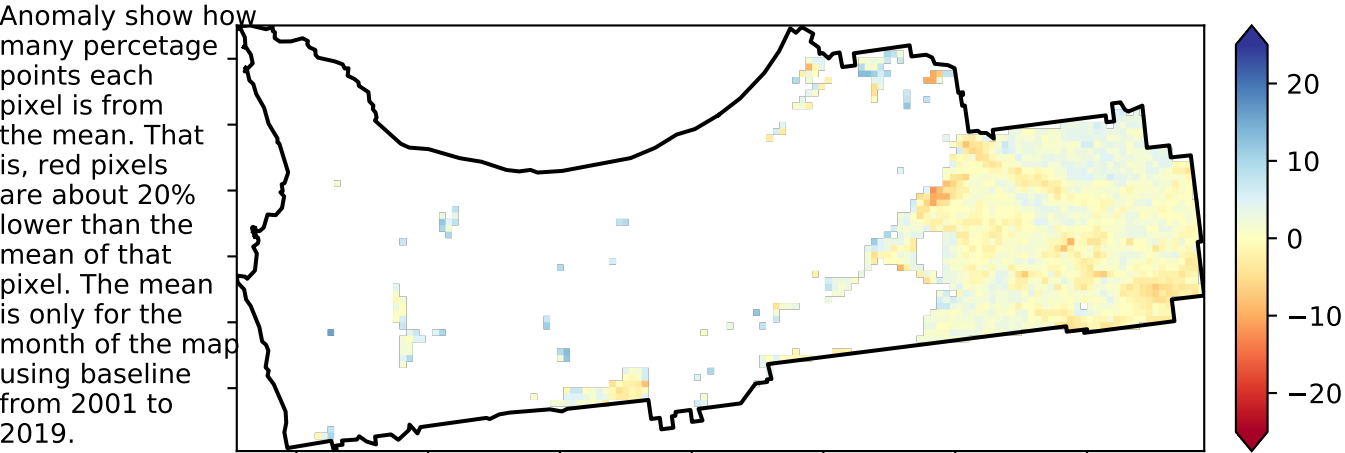 Anomaly show how
many percetage
points each
pixel is from
the mean. That
is, red pixels
are about 20%
lower than the
mean of that
pixel. The mean
is only for the
month of the map
using baseline
from 2001 to
2019.
20
10
0
−10
−20